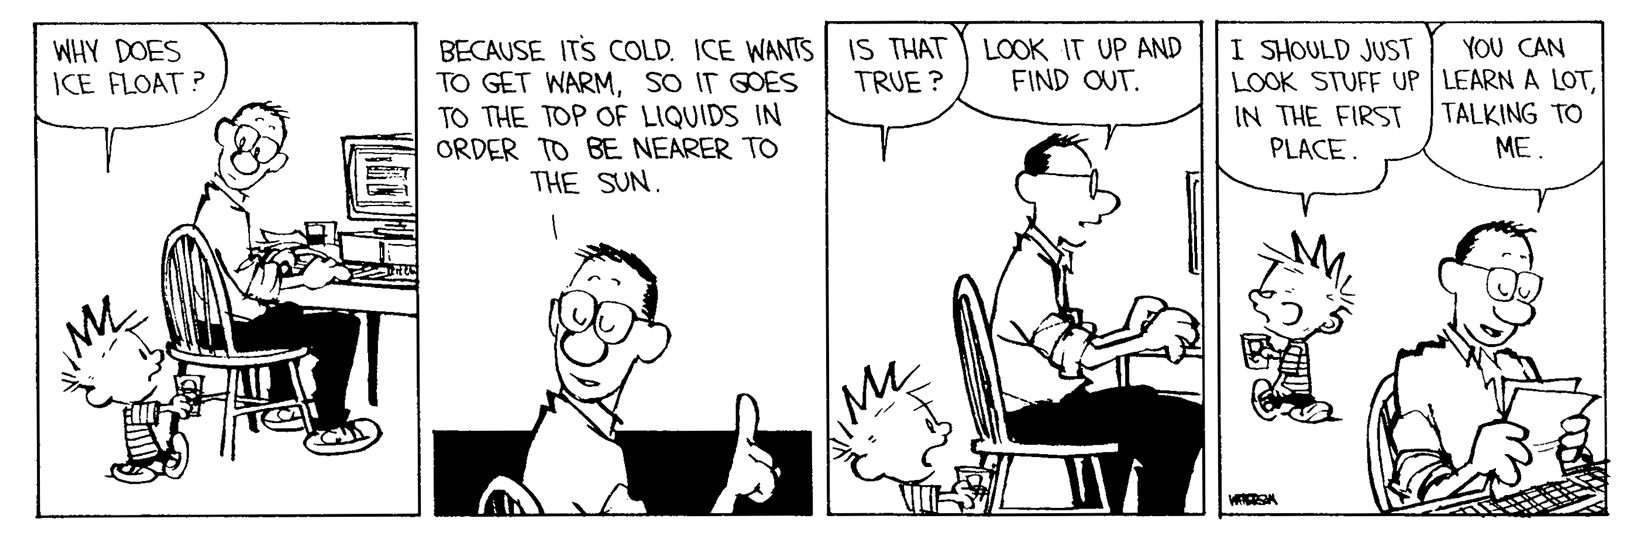 WHY DOES
ICE FLOAT?
BECAUSE IT'S COLD. ICE WANTS
TO GET WARM, SO IT GOES
TO THE TOP OF LIQUIDS IN
ORDER TO BE NEARER TO
THE SUN.
IS THAT
TRUE?
LOOK IT UP AND
FIND OUT.
I SHOULD JUST
LOOK STUFF UP
IN THE FIRST
PLACE.
YOU CAN
LEARN A LOT,
TALKING TO
ME.
WATTERSON